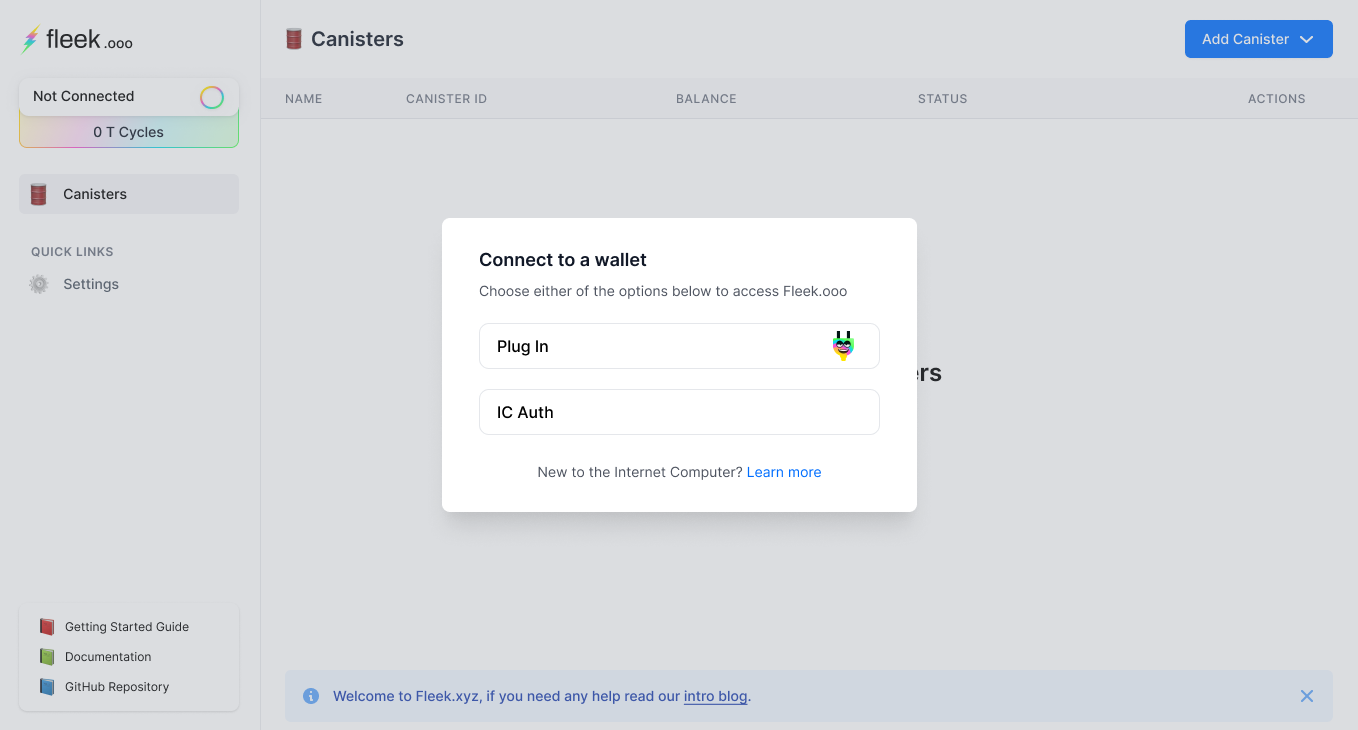 fleek.ooo
Not Connected
0 T Cycles
Canisters
QUICK LINKS
Settings
Getting Started Guide
Documentation
GitHub Repository
Canisters
Add Canister
NAME CANISTER ID BALANCE STATUS ACTIONS
Connect to a wallet
Choose either of the options below to access Fleek.ooo
Plug In
IC Auth
New to the Internet Computer? Learn more
Welcome to Fleek.xyz, if you need any help read our intro blog.